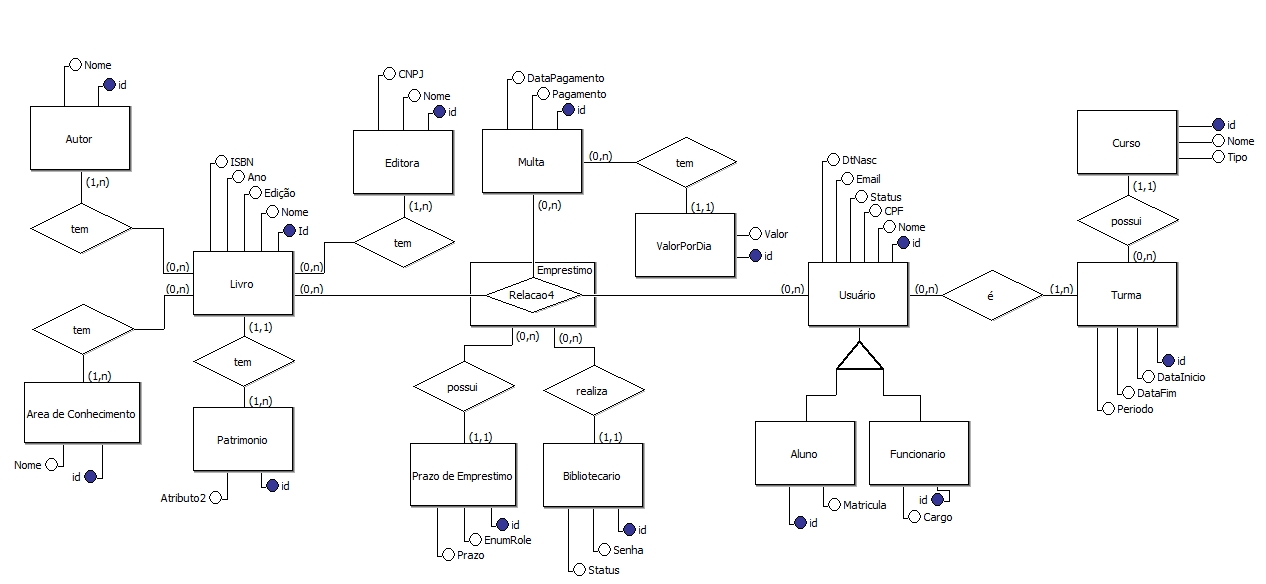 Nome
id
Autor
(1,n)
tem
(0,n)
ISBN
Ano
Edição
Nome
Id
Livro
(0,n)
(0,n)
(0,n)
CNPJ
Nome
id
Editora
(1,n)
tem
DataPagamento
Pagamento
id
Multa
(0,n)
(0,n)
tem
(1,1)
ValorPorDia
Valor
id
Emprestimo
Relacao4
(0,n)
(0,n)
DtNasc
Email
Status
CPF
Nome
id
Usuário
(0,n)
(0,n)
é
(1,n)
Curso
id
Nome
Tipo
(1,1)
possui
(0,n)
Turma
id
DataInicio
DataFim
Periodo
tem
(1,n)
Area de Conhecimento
Nome
id
(1,1)
tem
(1,n)
Patrimonio
Atributo2
id
possui
(1,1)
Prazo de Emprestimo
id
EnumRole
Prazo
realiza
(1,1)
Bibliotecario
id
Senha
Status
Aluno
Matricula
id
Funcionario
id
Cargo